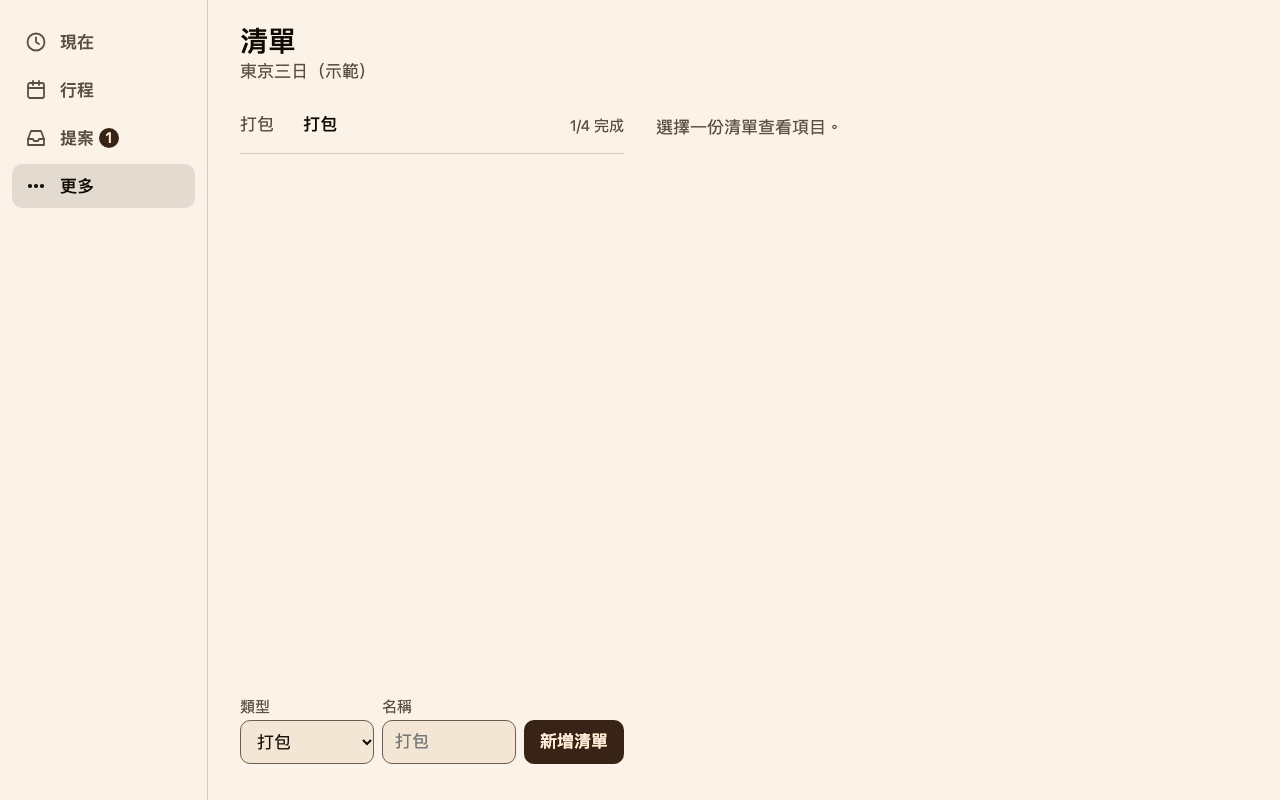 現在
行程
提案 1
更多
清單
東京三日（示範）
打包 打包 1/4 完成
選擇一份清單查看項目。
類型 名稱
打包 打包 新增清單